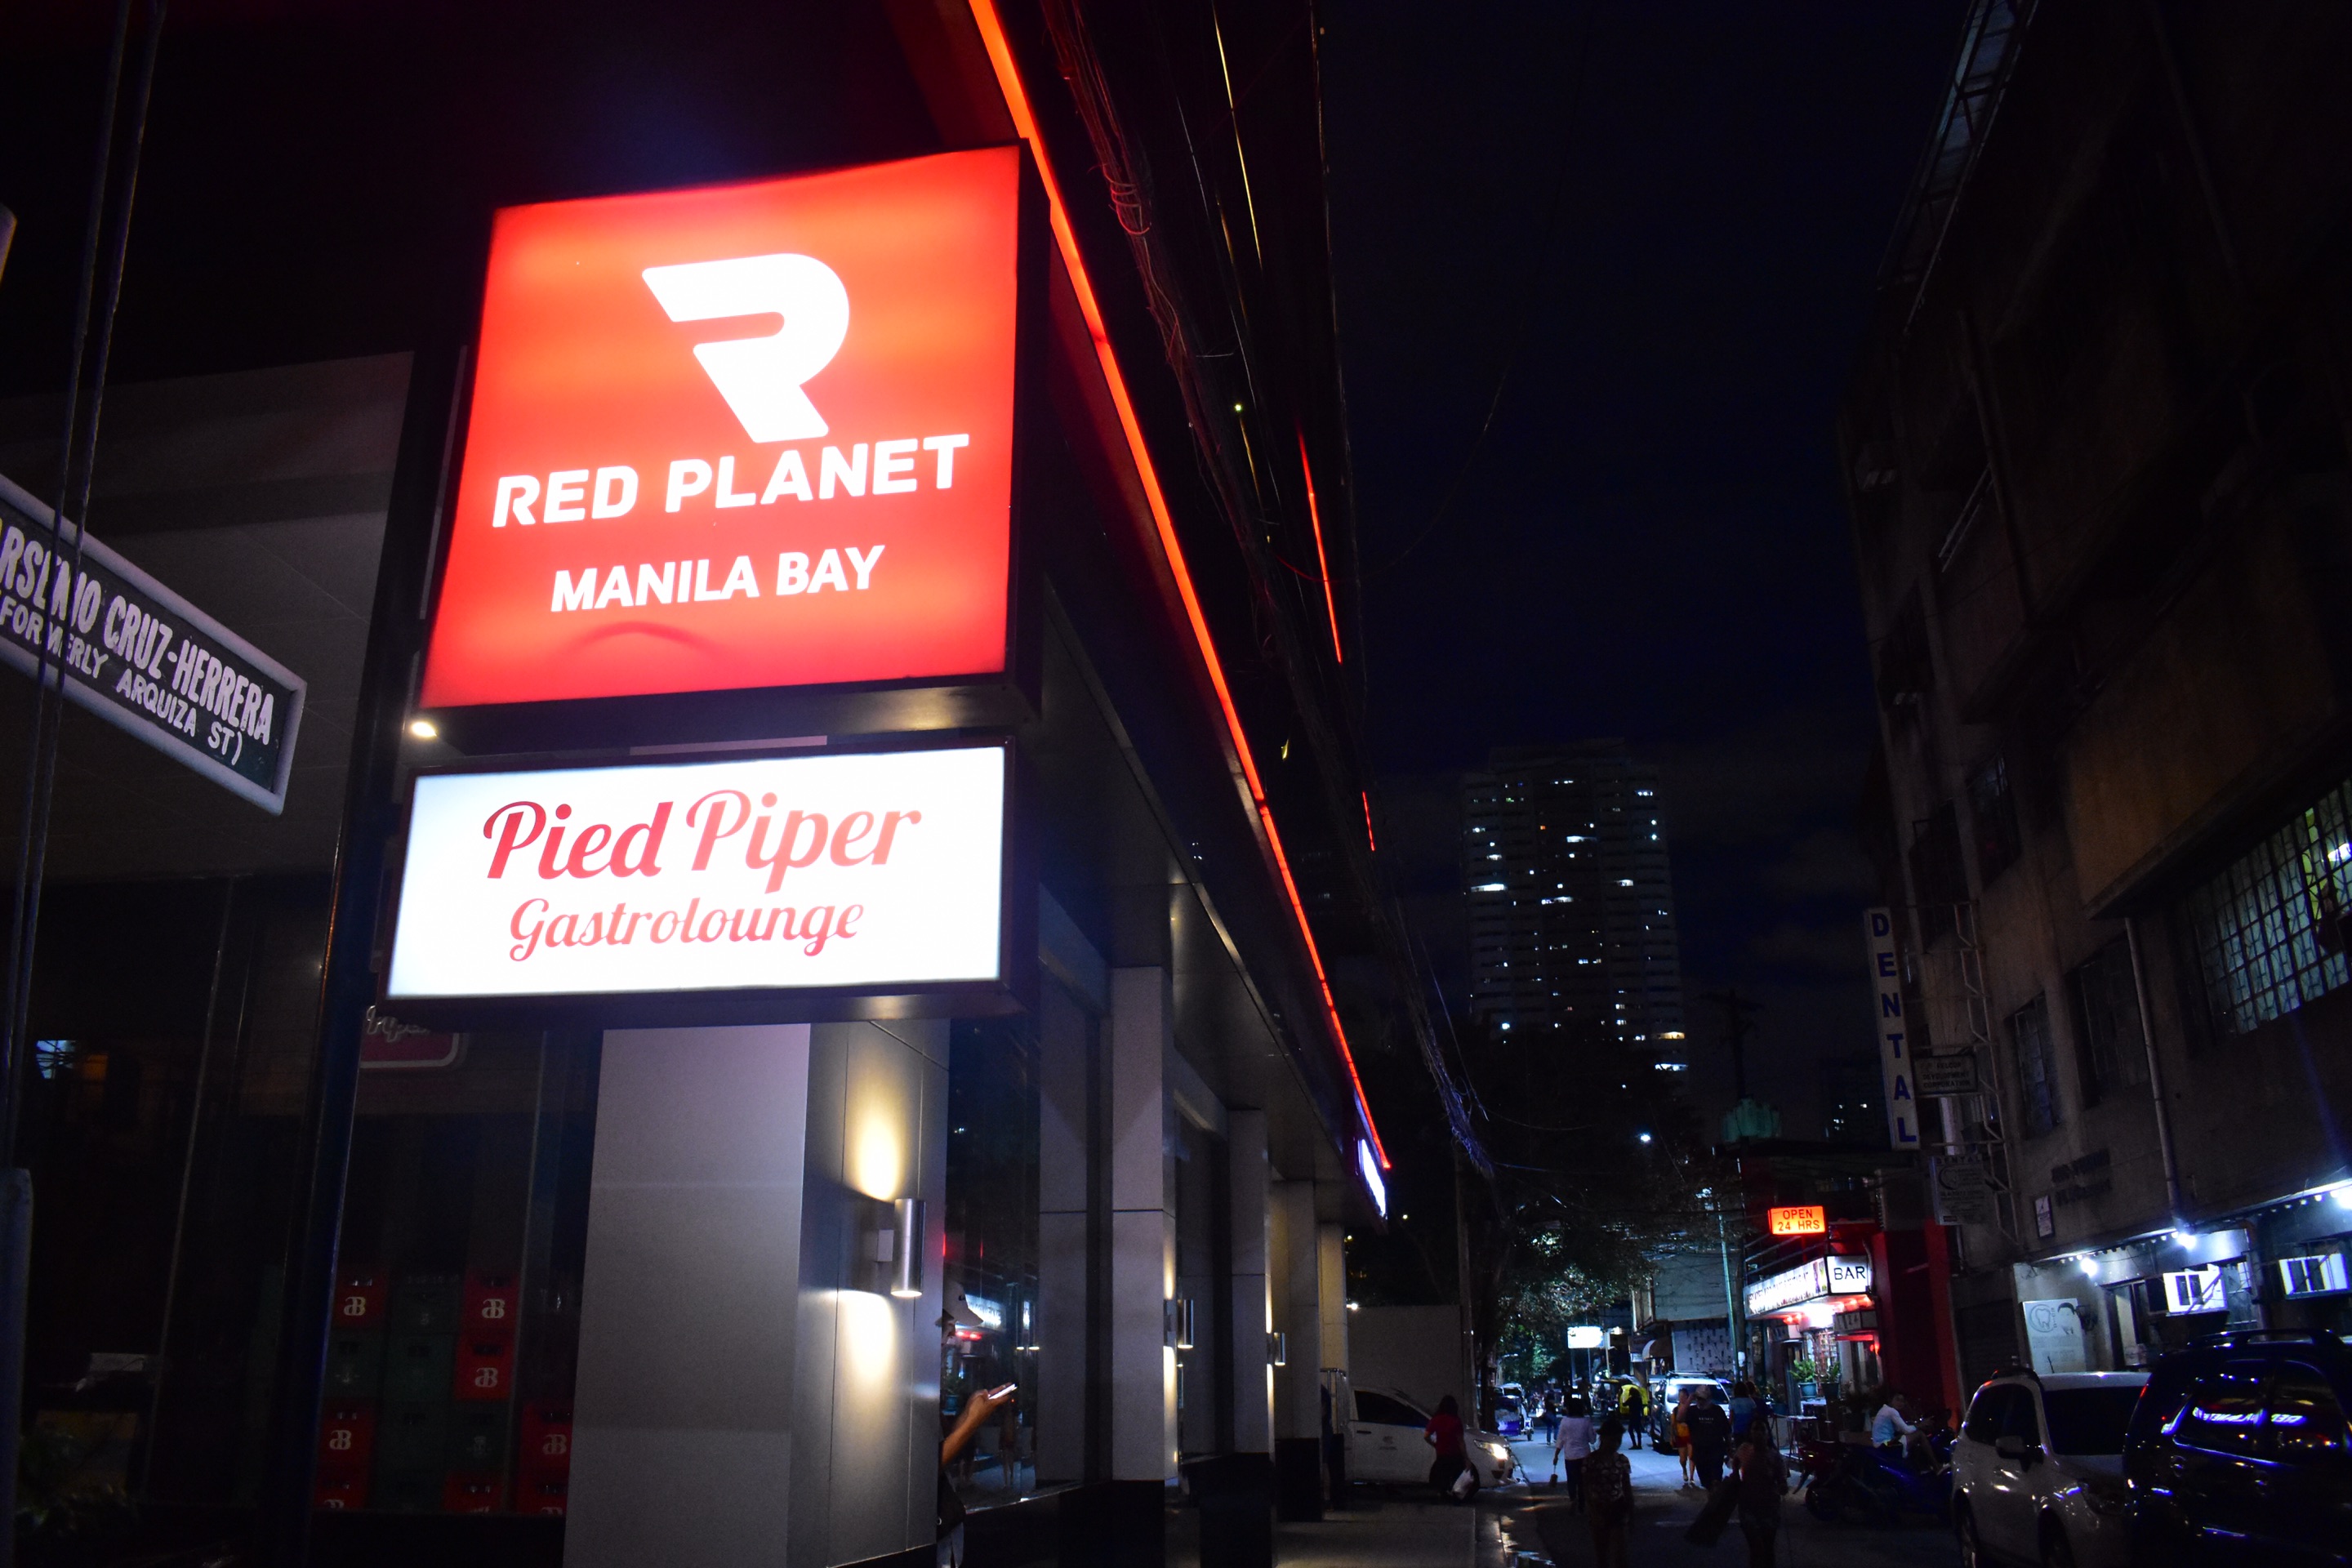 RED PLANET
MANILA BAY
Pied Piper
Gastrolounge
ARSENIO CRUZ-HERRERA
(FORMERLY ARQUIZA ST)
DENTAL
OPEN
24 HRS
BAR